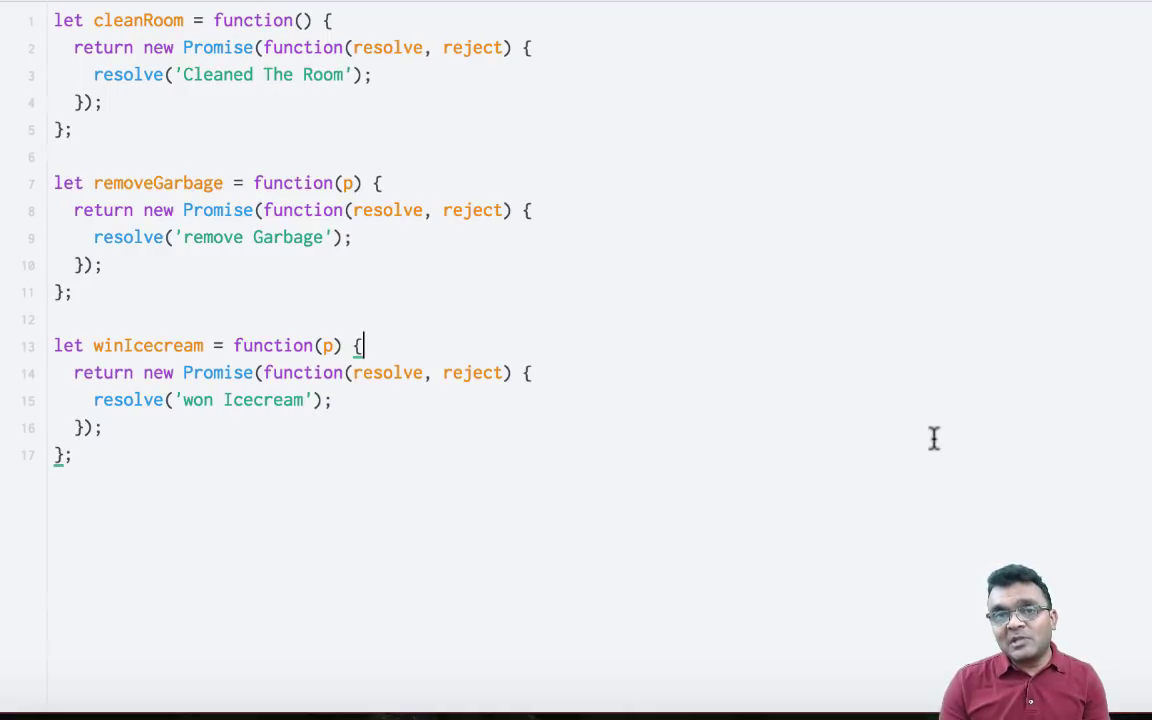 1 let cleanRoom = function() {
2 return new Promise(function(resolve, reject) {
3 resolve('Cleaned The Room');
4 });
5 };
6
7 let removeGarbage = function(p) {
8 return new Promise(function(resolve, reject) {
9 resolve('remove Garbage');
10 });
11 };
12
13 let winIcecream = function(p) {
14 return new Promise(function(resolve, reject) {
15 resolve('won Icecream');
16 });
17 };